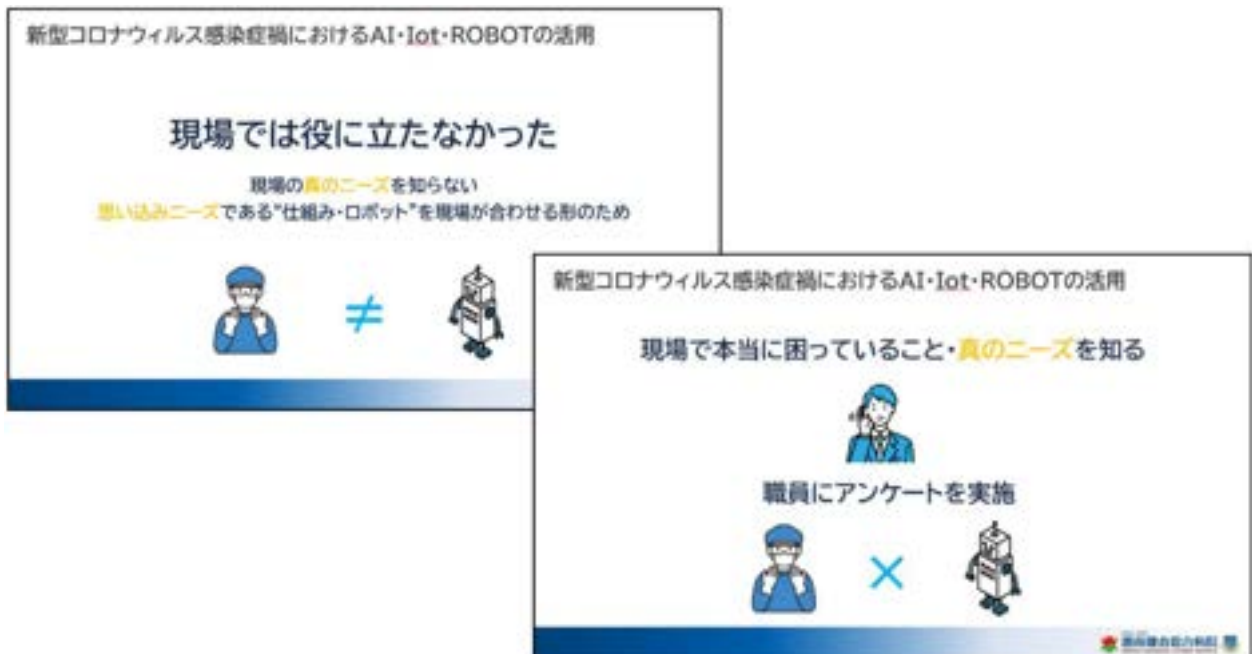 新型コロナウィルス感染症禍におけるAI・Iot・ROBOTの活用
現場では役に立たなかった
現場の真のニーズを知らない
思い込みニーズである"仕組み・ロボット"を現場が合わせる形のため
≠
新型コロナウィルス感染症禍におけるAI・Iot・ROBOTの活用
現場で本当に困っていること・真のニーズを知る
職員にアンケートを実施
×